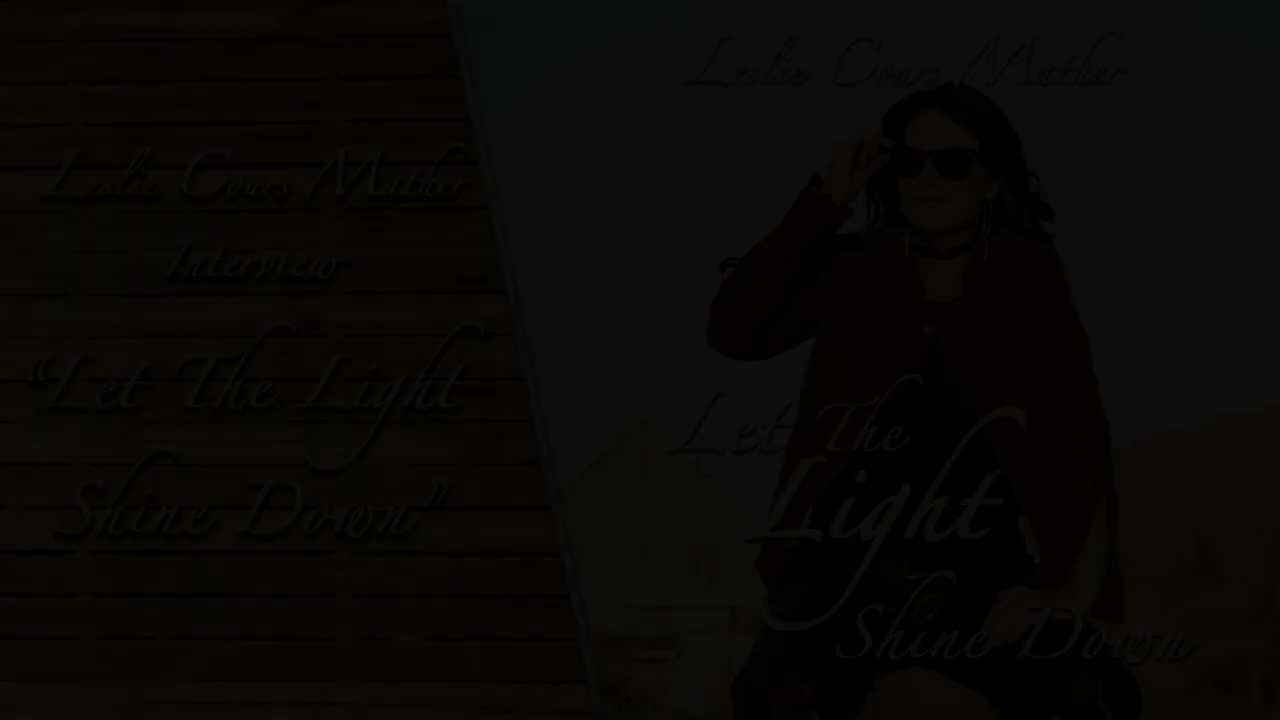 Leslie Cours Mather
Interview
"Let The Light
Shine Down"
Leslie Cours Mather
Let The
Light
Shine Down